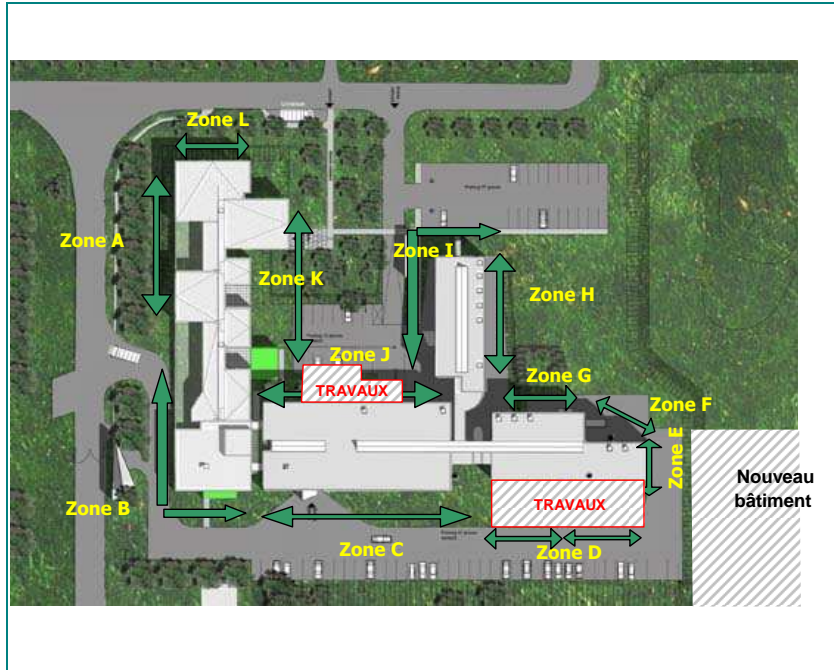 Zone L
Zone A
Zone K
Zone I
Zone H
Zone J
TRAVAUX
Zone G
Zone F
Zone E
Nouveau
bâtiment
TRAVAUX
Zone B
Zone C
Zone D